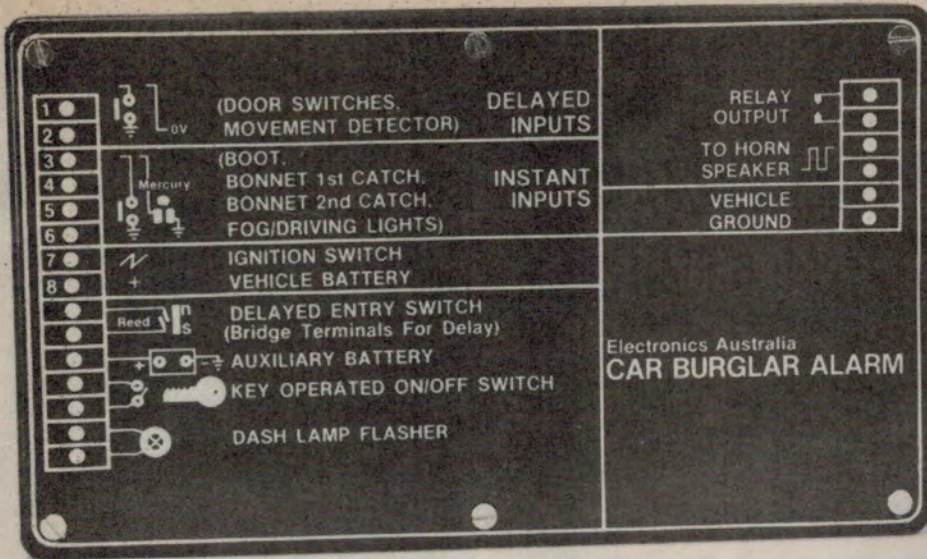 1
(DOOR SWITCHES, DELAYED
2
0V
MOVEMENT DETECTOR) INPUTS
3
(BOOT,
4
Mercury
BONNET 1st CATCH, INSTANT
5
BONNET 2nd CATCH, INPUTS
6
FOG/DRIVING LIGHTS)
7
IGNITION SWITCH
8
+
VEHICLE BATTERY
Reed
n
s
DELAYED ENTRY SWITCH
(Bridge Terminals For Delay)
+
-
AUXILIARY BATTERY
KEY OPERATED ON/OFF SWITCH
DASH LAMP FLASHER
RELAY
OUTPUT
TO HORN
SPEAKER
VEHICLE
GROUND
Electronics Australia
CAR BURGLAR ALARM